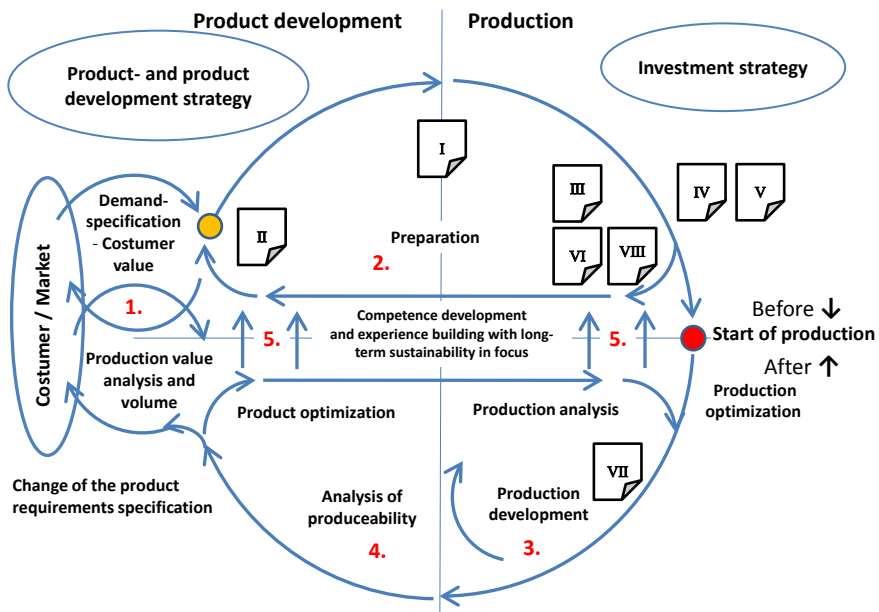 Product development
Production
Product- and product
development strategy
Investment strategy
I
III
IV
V
Demand-
specification
- Costumer
value
II
Preparation
VI
VIII
2.
Costumer / Market
1.
Competence development
and experience building with long-
term sustainability in focus
5.
5.
Before ↓
Start of production
After ↑
Production value
analysis and
volume
Production
optimization
Product optimization
Production analysis
VII
Change of the product
requirements specification
Analysis of
produceability
Production
development
4.
3.